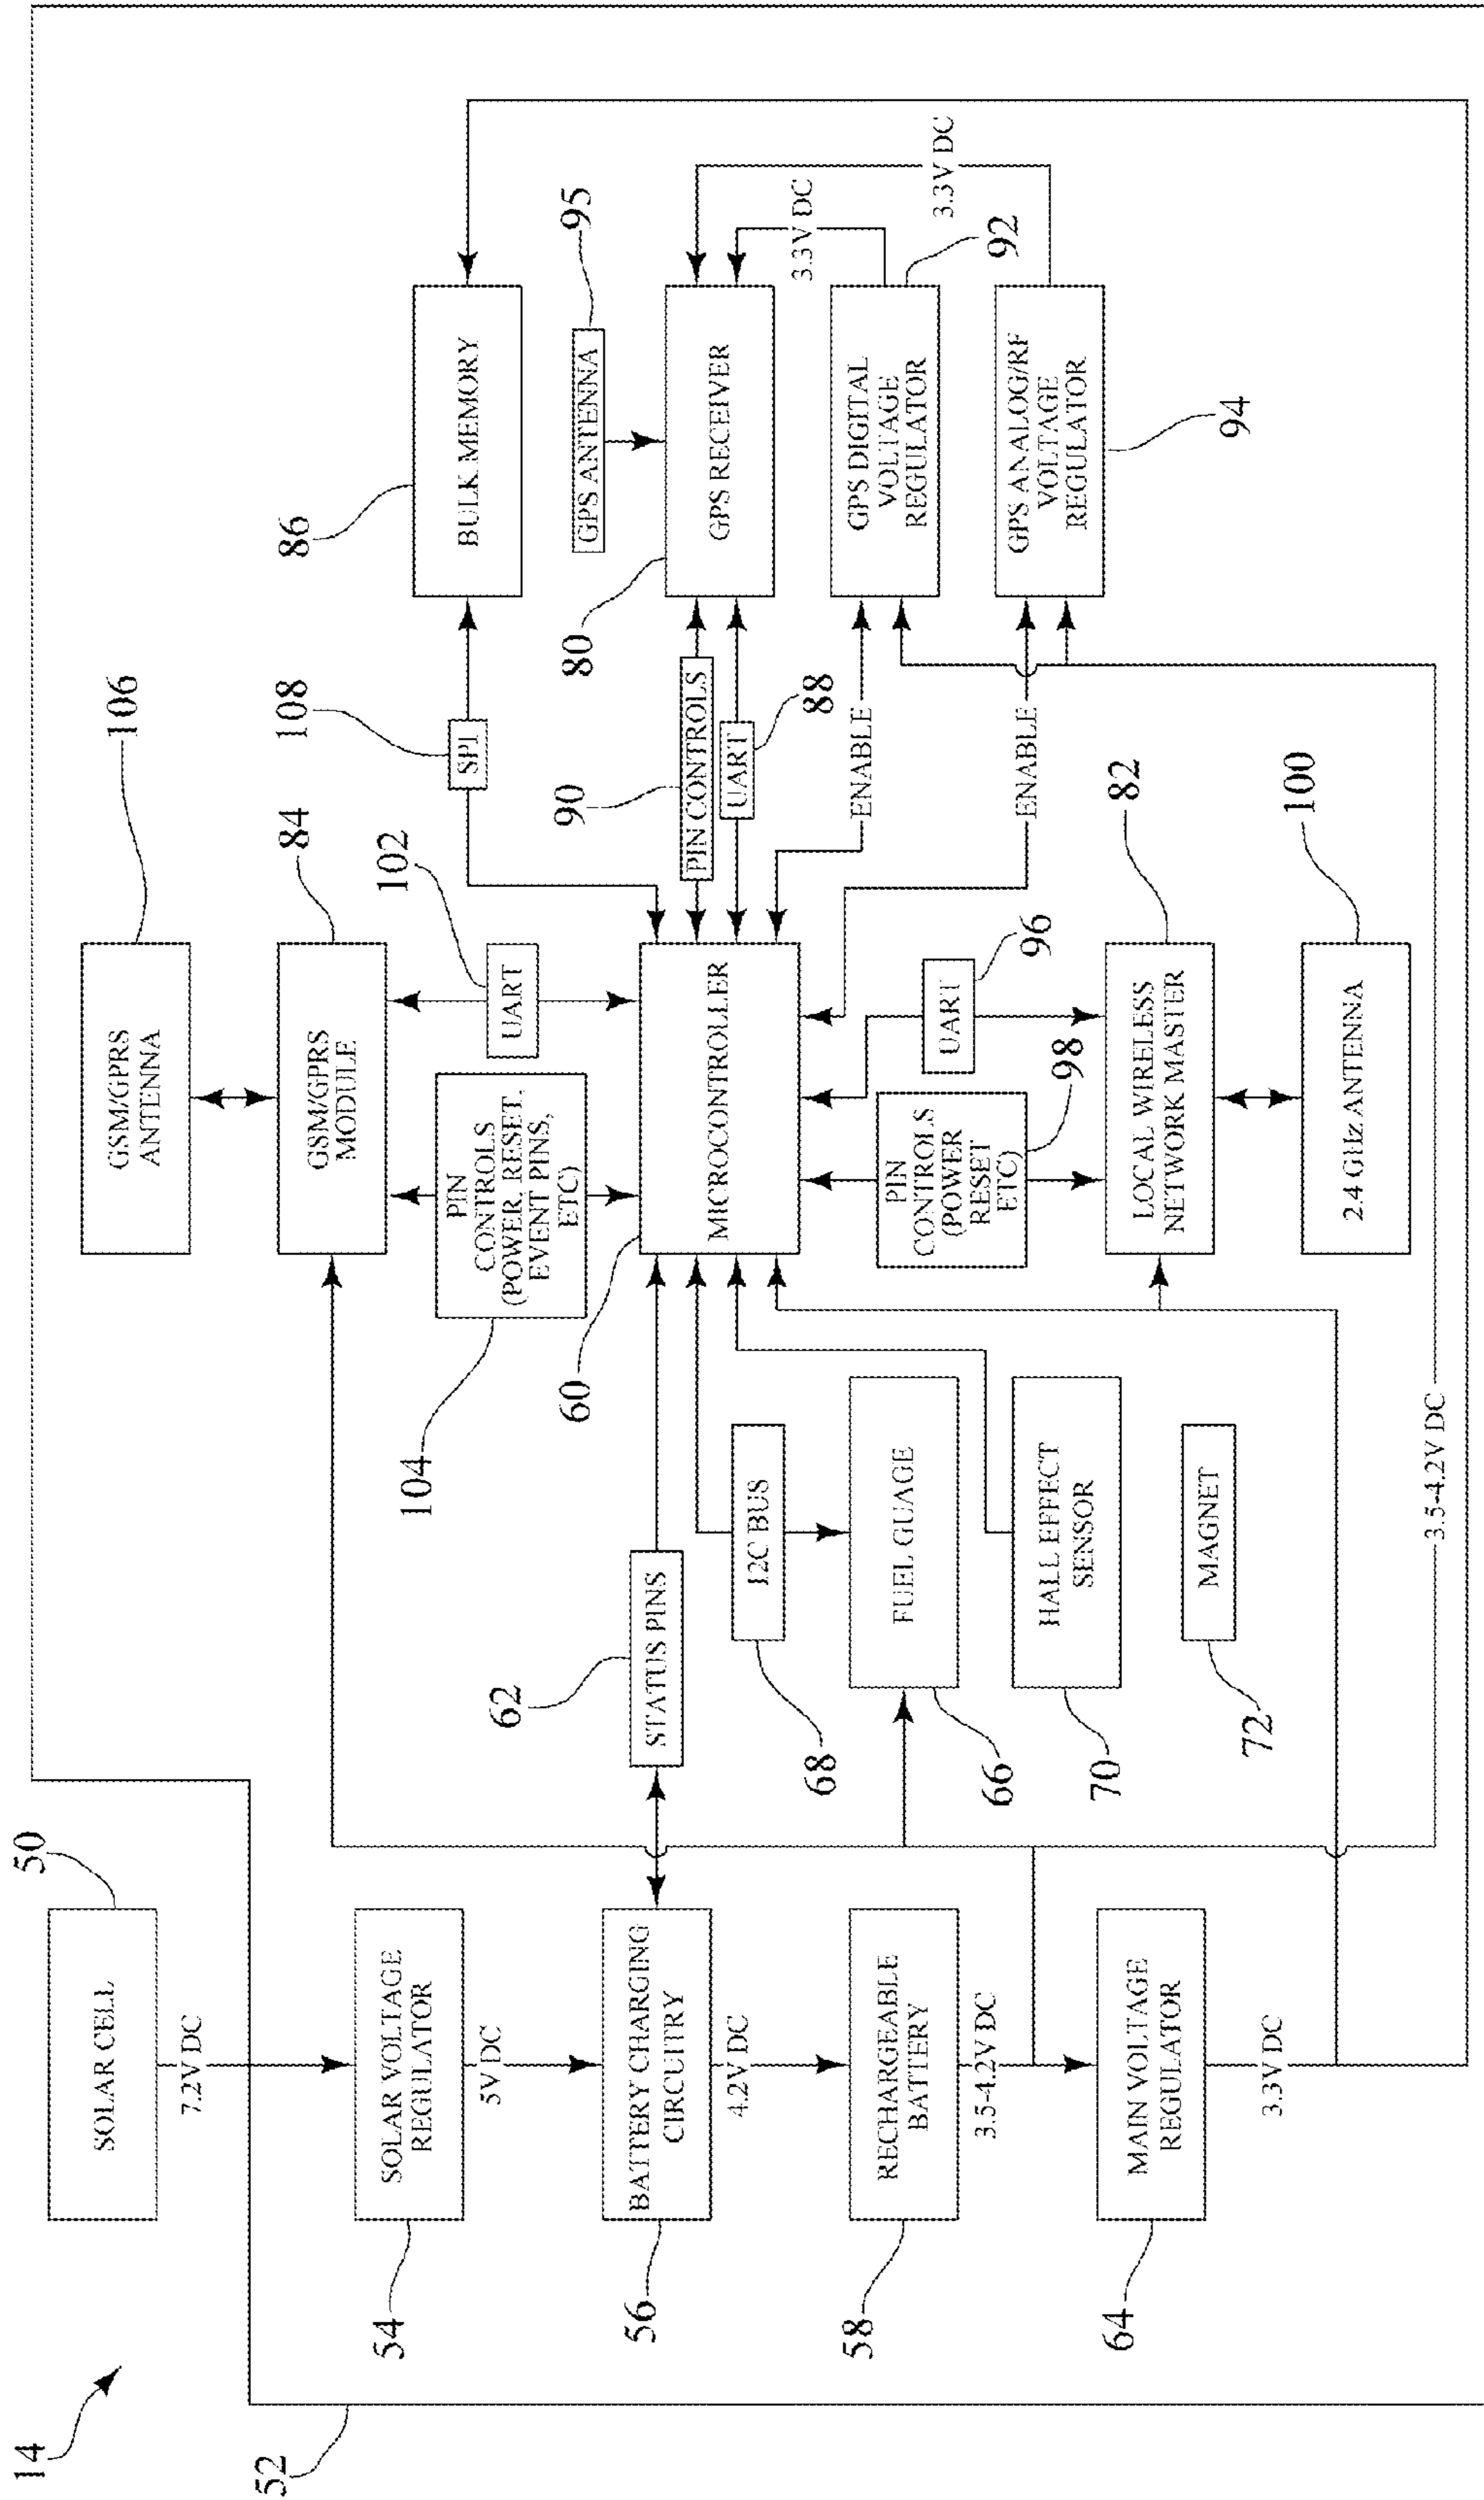 14
52
SOLAR CELL
50
7.2V DC
SOLAR VOLTAGE
REGULATOR
54
5V DC
BATTERY CHARGING
CIRCUITRY
56
4.2V DC
RECHARGEABLE
BATTERY
58
3.5-4.2V DC
MAIN VOLTAGE
REGULATOR
64
3.3V DC
STATUS PINS
62
I2C BUS
68
FUEL GUAGE
66
HALL EFFECT
SENSOR
70
MAGNET
72
3.5-4.2V DC
GSM/GPRS
ANTENNA
106
GSM/GPRS
MODULE
84
PIN
CONTROLS
(POWER, RESET,
EVENT PINS,
ETC)
104
UART
102
MICROCONTROLLER
60
PIN
CONTROLS
(POWER
RESET
ETC)
98
UART
96
LOCAL WIRELESS
NETWORK MASTER
82
2.4 GHz ANTENNA
100
SPI
108
PIN CONTROLS
90
UART
88
ENABLE
ENABLE
BULK MEMORY
86
GPS ANTENNA
95
GPS RECEIVER
80
GPS DIGITAL
VOLTAGE
REGULATOR
92
GPS ANALOG/RF
VOLTAGE
REGULATOR
94
3.3V DC
3.3V DC